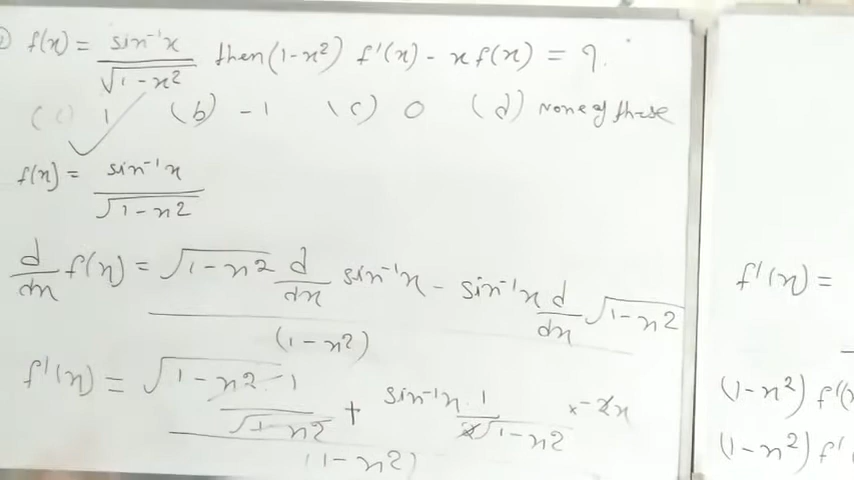 f(x) = sin⁻¹x / √(1-x²) then (1-x²) f'(x) - x f(x) = ?
1 (b) -1 (c) 0 (d) none of these
f(x) = sin⁻¹x / √(1-x²)
d/dx f(x) = √(1-x²) d/dx sin⁻¹x - sin⁻¹x d/dx √(1-x²) / (1-x²)
f'(x) = √(1-x²) · 1/√(1-x²) + sin⁻¹x · 1/2√(1-x²) × -2x / (1-x²)
f'(x) =
(1-x²) f'(x
(1-x²) f'